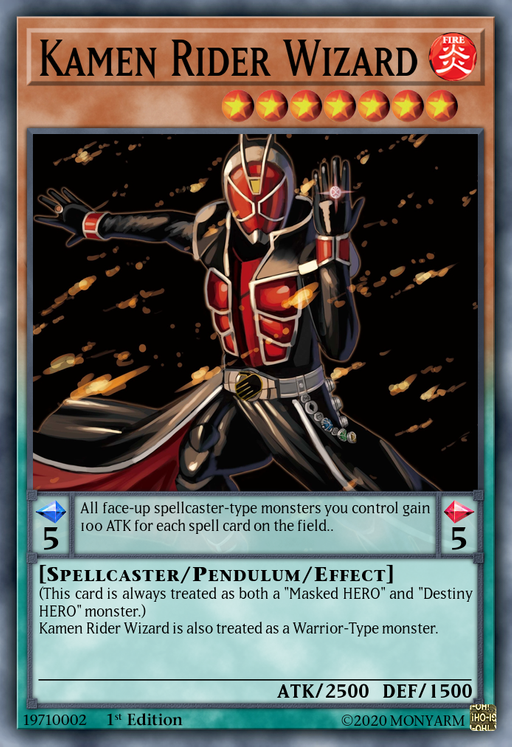 KAMEN RIDER WIZARD
FIRE
炎
All face-up spellcaster-type monsters you control gain
100 ATK for each spell card on the field..
5
5
[SPELLCASTER/PENDULUM/EFFECT]
(This card is always treated as both a "Masked HERO" and "Destiny
HERO" monster.)
Kamen Rider Wizard is also treated as a Warrior-Type monster.
ATK/2500 DEF/1500
19710002 1st Edition ©2020 MONYARM